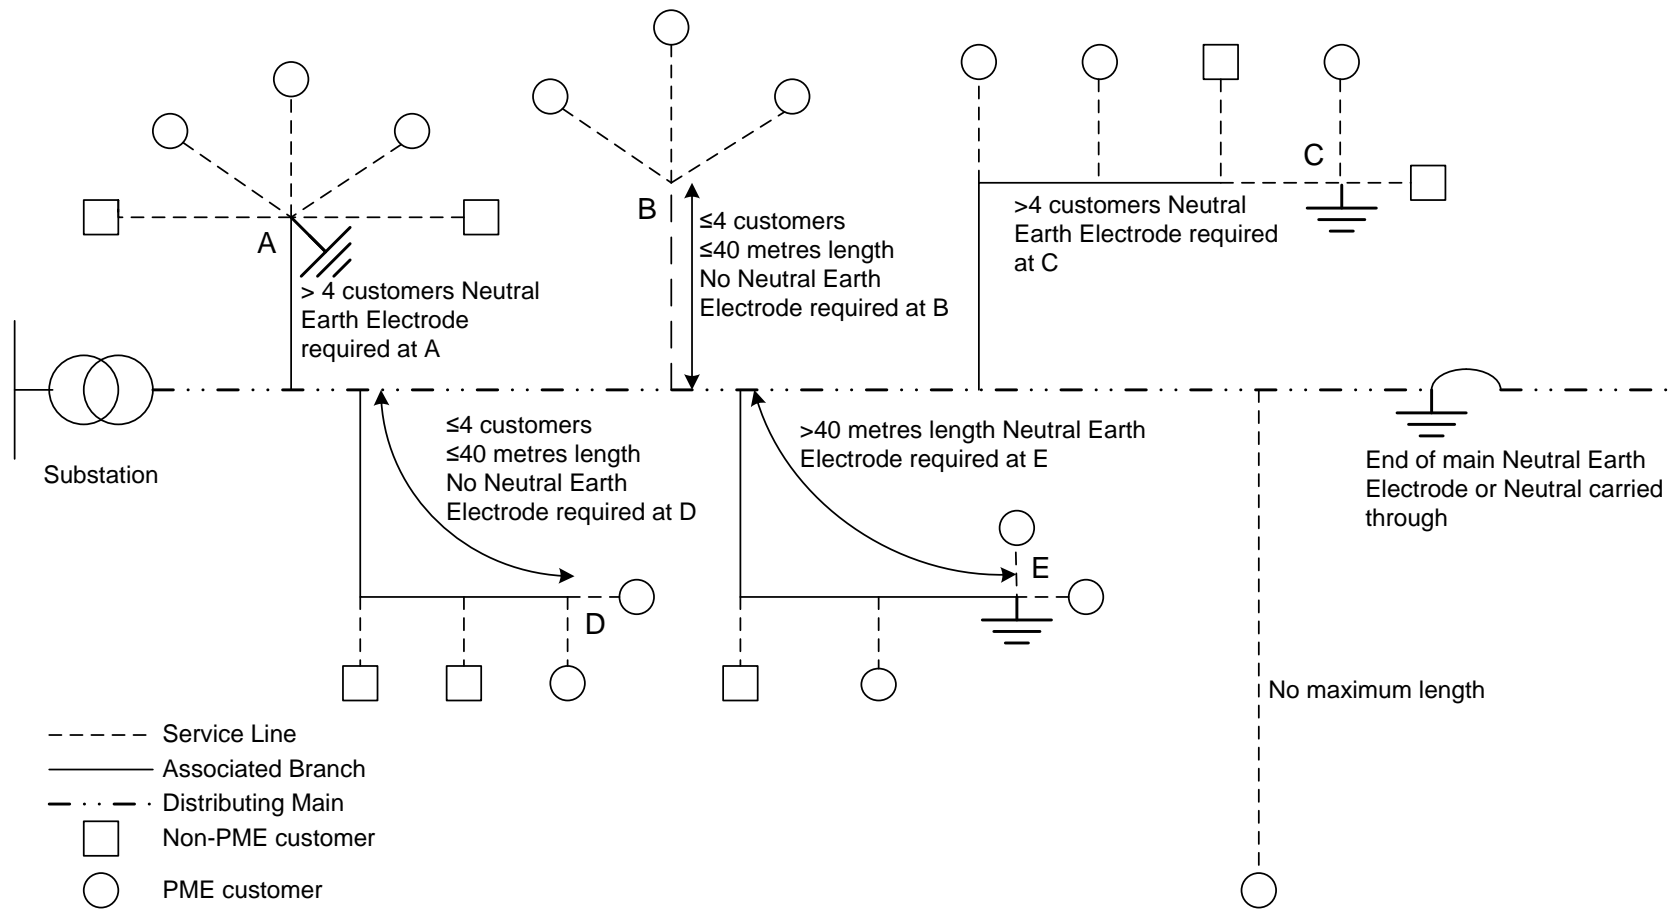 A
> 4 customers Neutral
Earth Electrode
required at A
B
≤4 customers
≤40 metres length
No Neutral Earth
Electrode required at B
C
>4 customers Neutral
Earth Electrode required
at C
Substation
≤4 customers
≤40 metres length
No Neutral Earth
Electrode required at D
D
>40 metres length Neutral Earth
Electrode required at E
E
End of main Neutral Earth
Electrode or Neutral carried
through
No maximum length
Service Line
Associated Branch
Distributing Main
Non-PME customer
PME customer